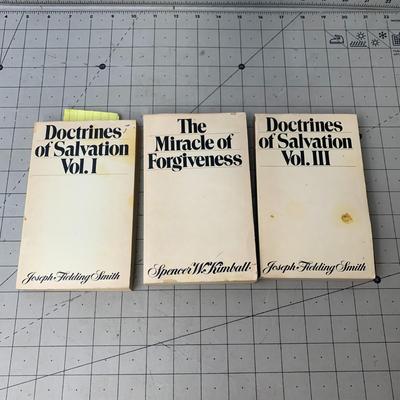 Doctrines
of Salvation
Vol. I
Joseph Fielding Smith
The
Miracle of
Forgiveness
Spencer W. Kimball
Doctrines
of Salvation
Vol. III
Joseph Fielding Smith